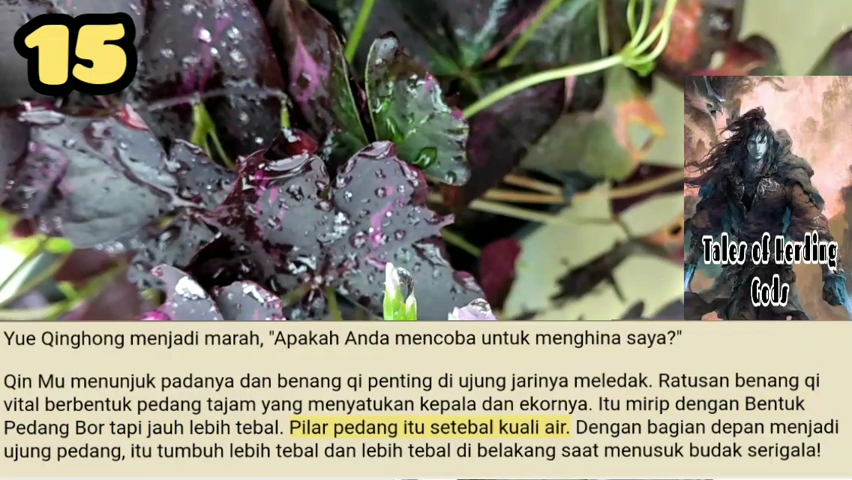 15
Tales of Herding
Gods
Yue Qinghong menjadi marah, "Apakah Anda mencoba untuk menghina saya?"
Qin Mu menunjuk padanya dan benang qi penting di ujung jarinya meledak. Ratusan benang qi
vital berbentuk pedang tajam yang menyatukan kepala dan ekornya. Itu mirip dengan Bentuk
Pedang Bor tapi jauh lebih tebal. Pilar pedang itu setebal kuali air. Dengan bagian depan menjadi
ujung pedang, itu tumbuh lebih tebal dan lebih tebal di belakang saat menusuk budak serigala!